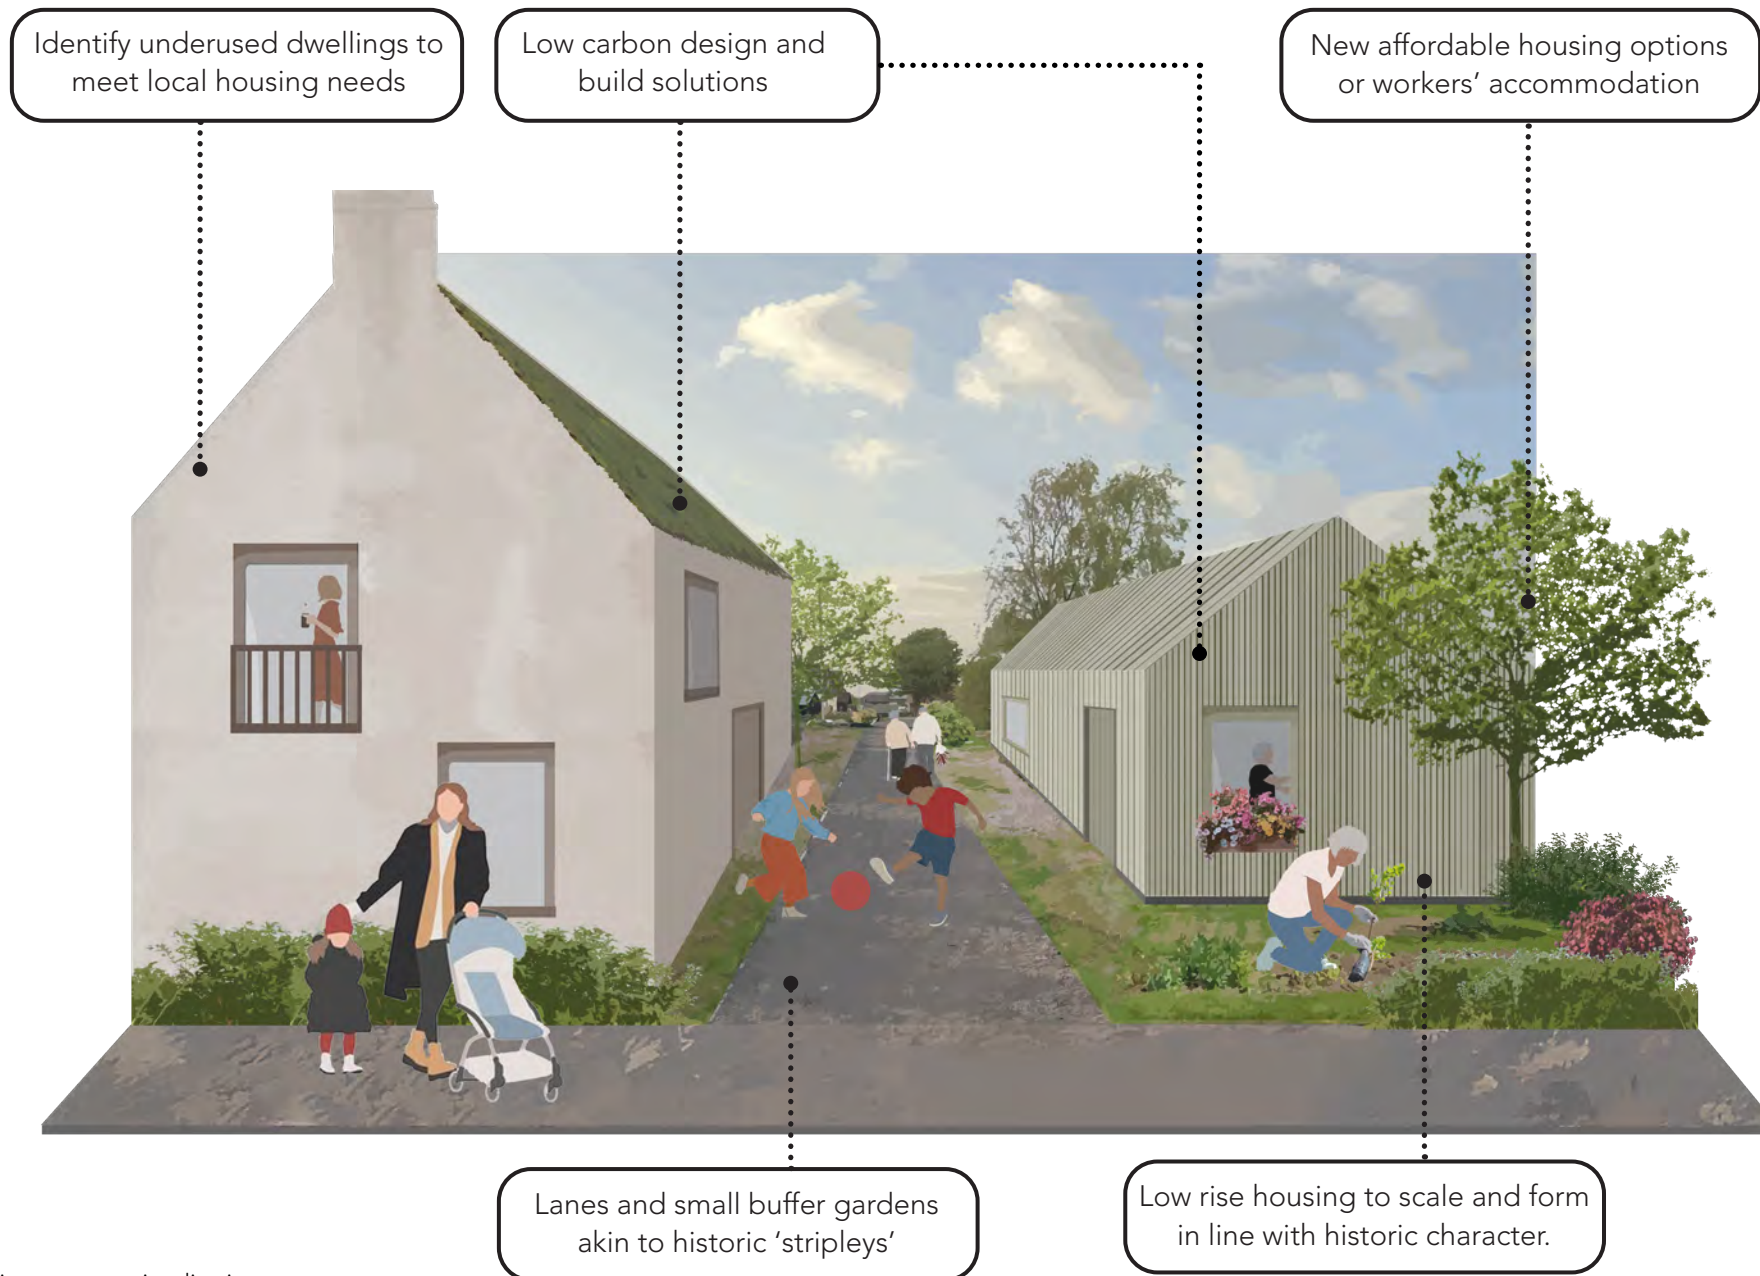 Identify underused dwellings to
meet local housing needs
Low carbon design and
build solutions
New affordable housing options
or workers' accommodation
Lanes and small buffer gardens
akin to historic 'stripleys'
Low rise housing to scale and form
in line with historic character.